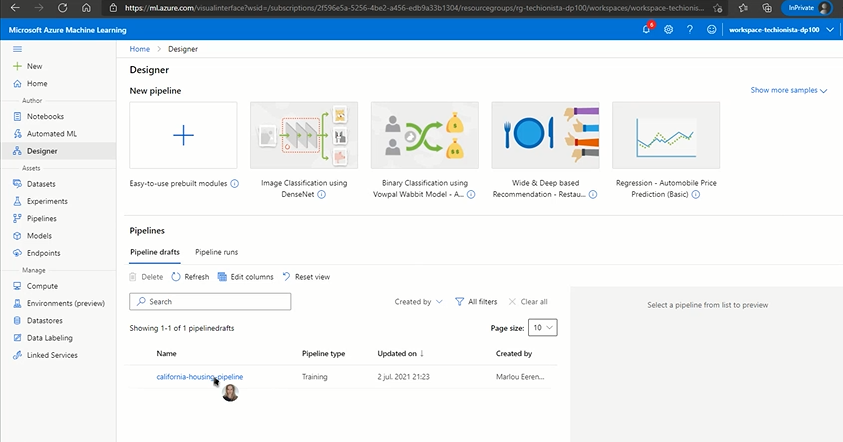 https://ml.azure.com/visualinterface?wsid=/subscriptions/2f596e5a-5256-4be2-a456-edb9a33b1304/resourcegroups/rg-techionista-dp100/workspaces/workspace-techionis...
InPrivate
Microsoft Azure Machine Learning
6
workspace-techionista-dp100
Home > Designer
New
Home
Author
Notebooks
Automated ML
Designer
Assets
Datasets
Experiments
Pipelines
Models
Endpoints
Manage
Compute
Environments (preview)
Datastores
Data Labeling
Linked Services
Designer
New pipeline
Show more samples
Easy-to-use prebuilt modules
Image Classification using
DenseNet
Binary Classification using
Vowpal Wabbit Model - A...
Wide & Deep based
Recommendation - Restau...
Regression - Automobile Price
Prediction (Basic)
Pipelines
Pipeline drafts Pipeline runs
Delete Refresh Edit columns Reset view
Search
Created by All filters Clear all
Showing 1-1 of 1 pipelinedrafts
Page size: 10
Name Pipeline type Updated on ↓ Created by
california-housing-pipeline Training 2 jul. 2021 21:23 Marlou Eeren...
Select a pipeline from list to preview